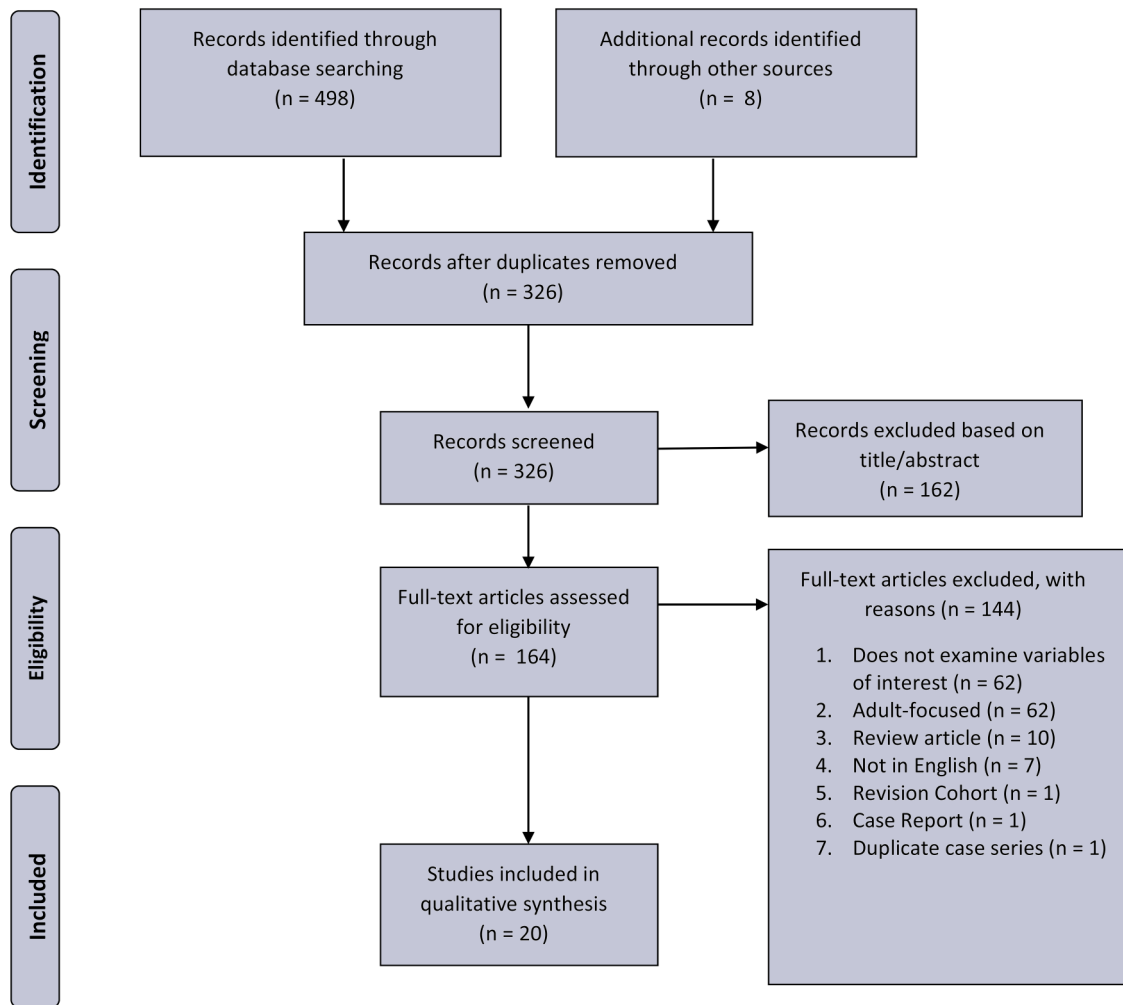 Identification
Records identified through
database searching
(n = 498)
Additional records identified
through other sources
(n = 8)
Records after duplicates removed
(n = 326)
Screening
Records screened
(n = 326)
Records excluded based on
title/abstract
(n = 162)
Eligibility
Full-text articles assessed
for eligibility
(n = 164)
Full-text articles excluded, with
reasons (n = 144)
1. Does not examine variables
of interest (n = 62)
2. Adult-focused (n = 62)
3. Review article (n = 10)
4. Not in English (n = 7)
5. Revision Cohort (n = 1)
6. Case Report (n = 1)
7. Duplicate case series (n = 1)
Included
Studies included in
qualitative synthesis
(n = 20)